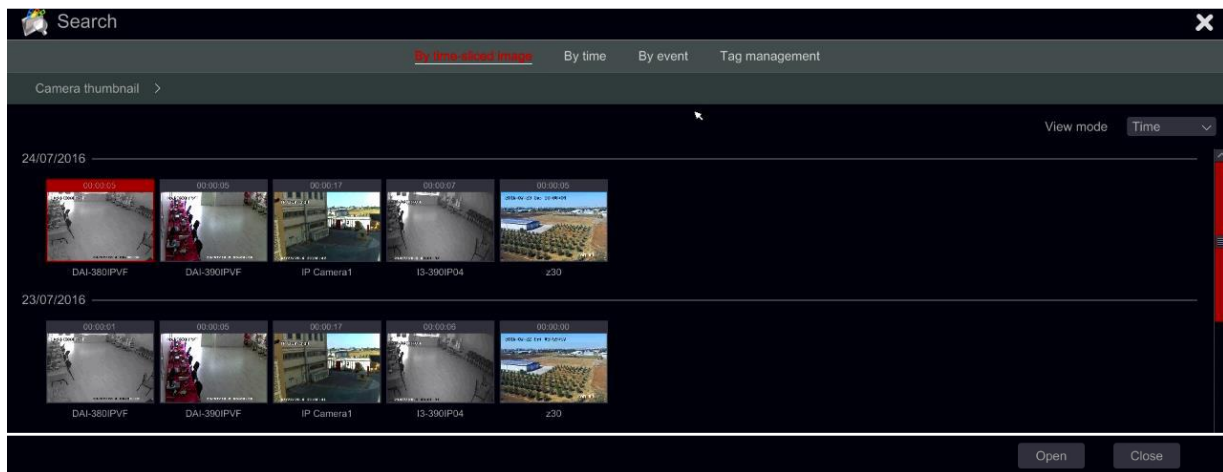 Search
By time-sliced image By time By event Tag management
Camera thumbnail >
View mode Time
24/07/2016
00:00:05 00:00:05 00:00:17 00:00:07 00:00:05
DAI-380IPVF DAI-390IPVF IP Camera1 I3-390IP04 z30
23/07/2016
00:00:01 00:00:05 00:00:17 00:00:06 00:00:00
DAI-380IPVF DAI-390IPVF IP Camera1 I3-390IP04 z30
Open Close